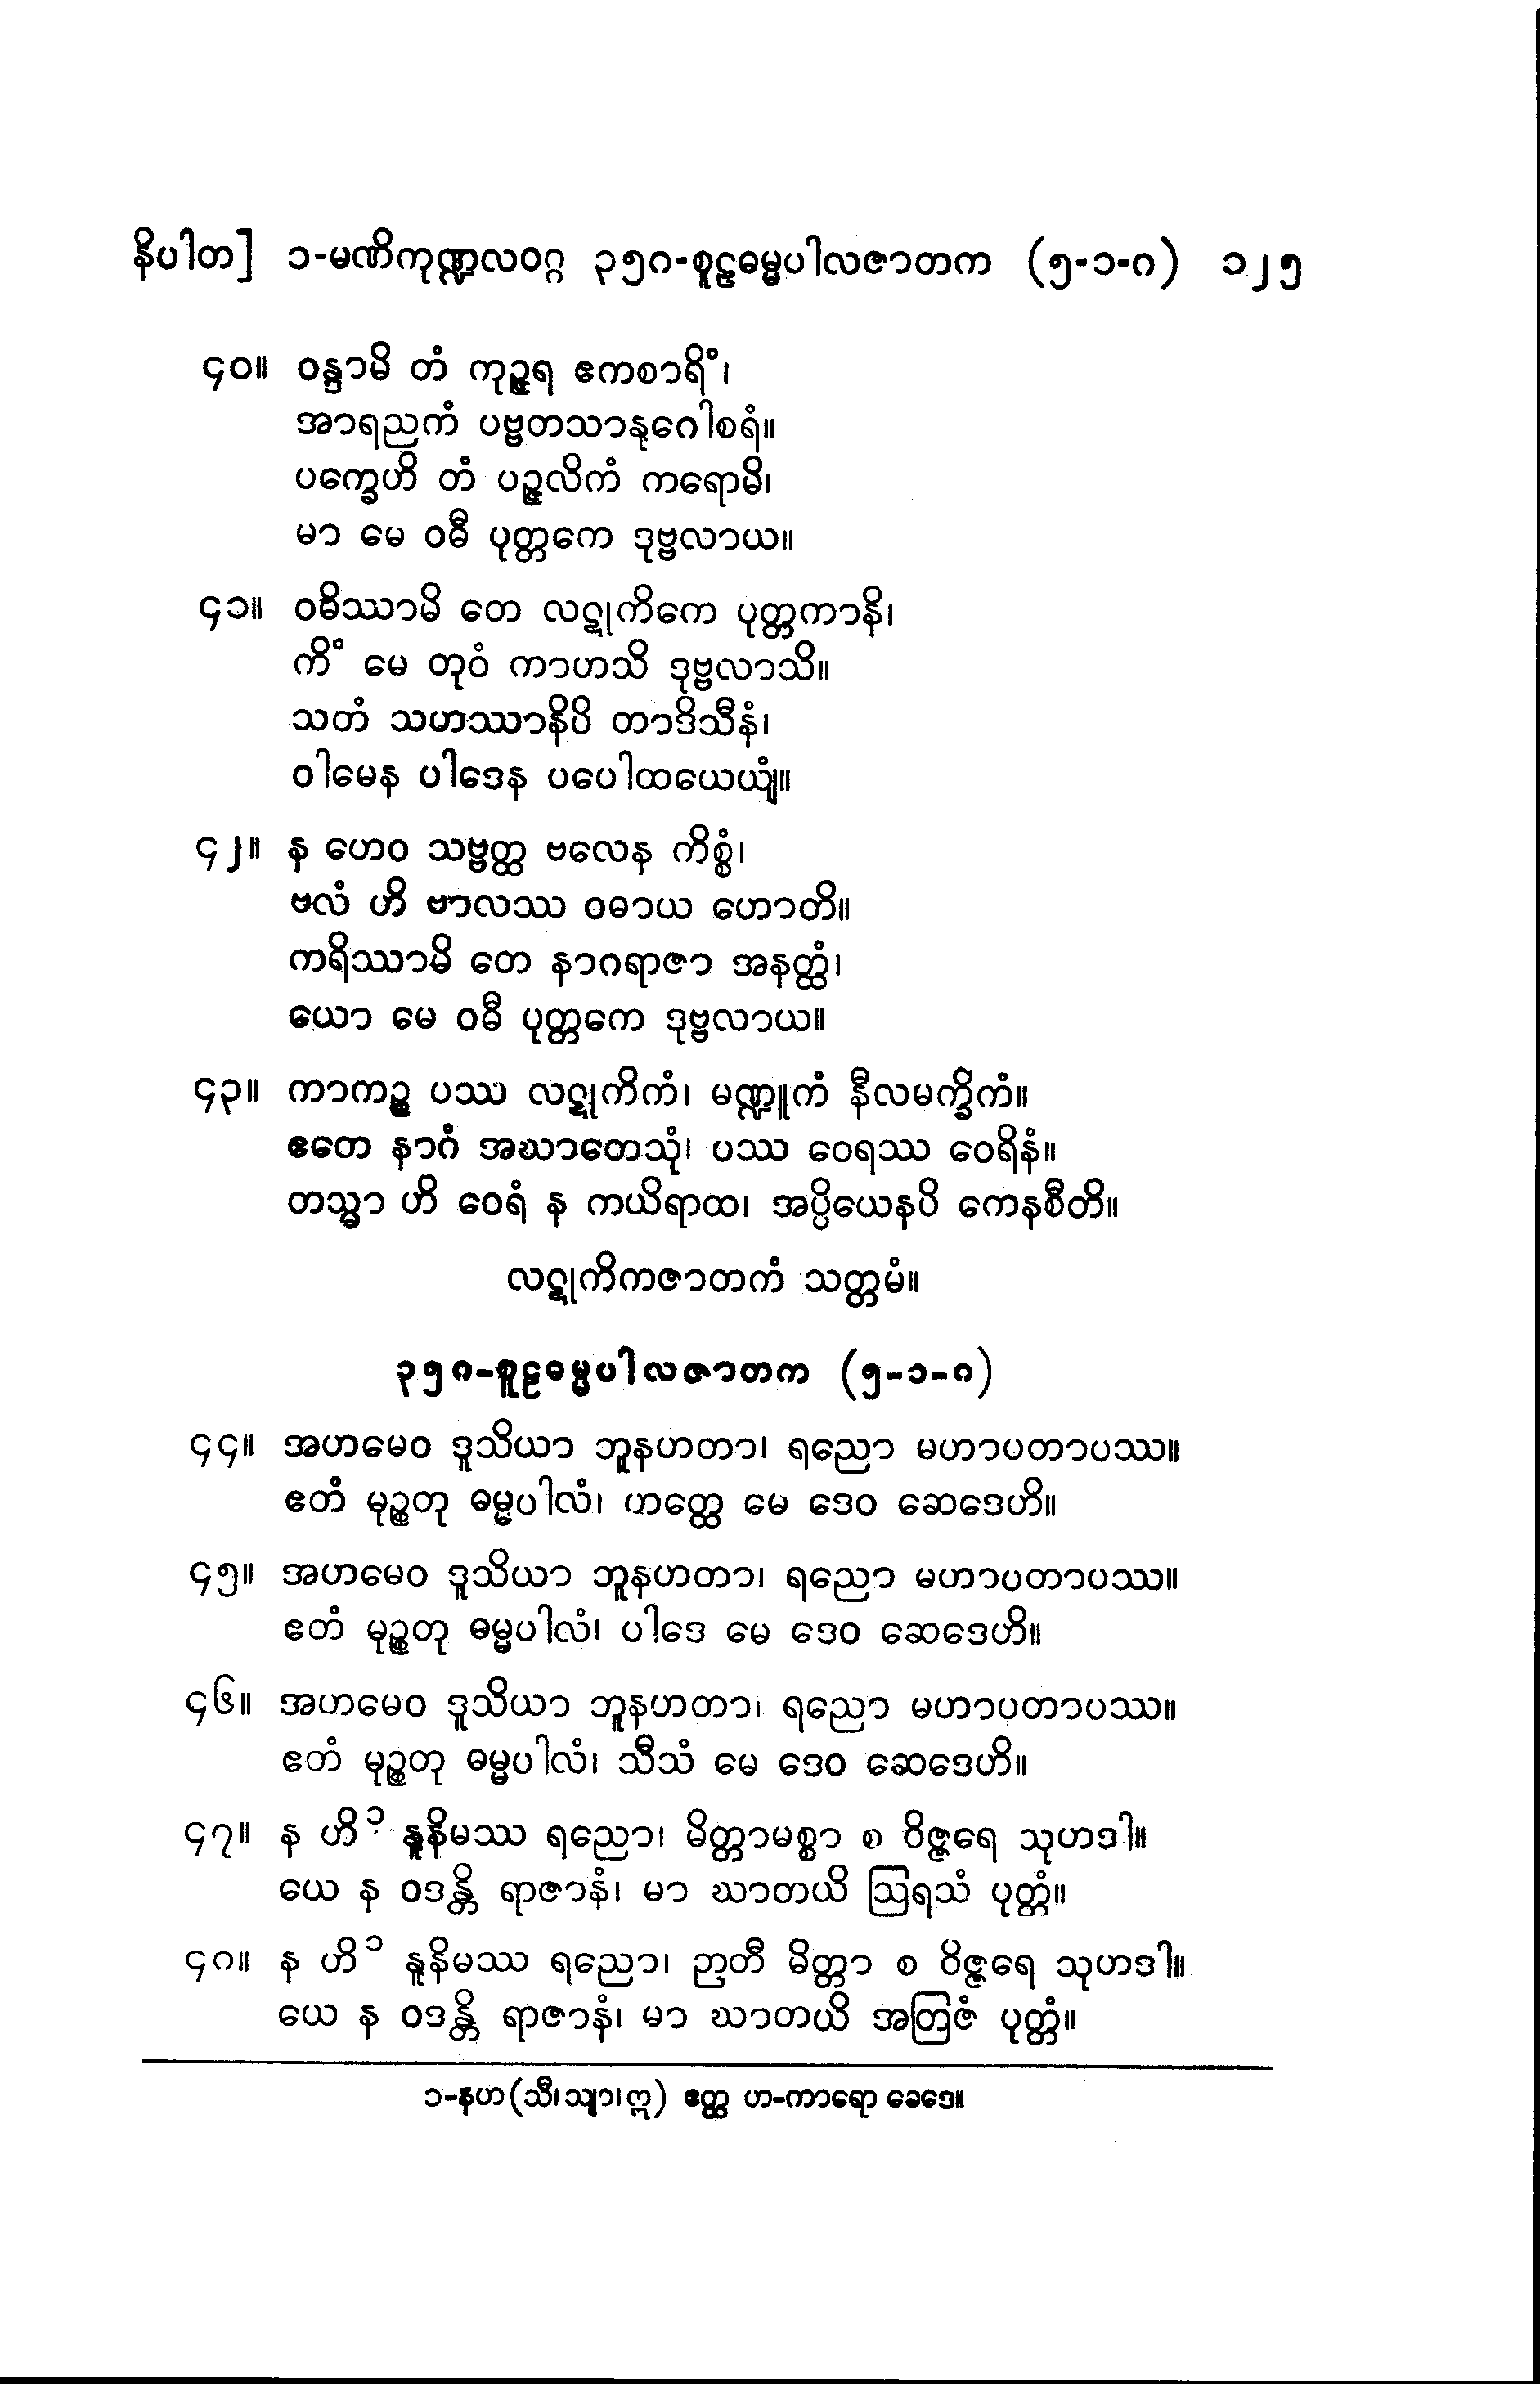 နိပါတ] ၁-မဏိကုဏ္ဍလဝဂ္ဂ ၃၅၈-စူဠဓမ္မပါလဇာတက (၅-၁-၈) ၁၂၅
၄၀။ ဝန္ဒာမိ တံ ကုဉ္ဇရ ဧကစာရိံ၊
အာရညကံ ပဗ္ဗတသာနုဂေါစရံ။
ပက္ခေဟိ တံ ပဉ္ဇလိကံ ကရောမိ၊
မာ မေ ဝဓီ ပုတ္တကေ ဒုဗ္ဗလာယ။
၄၁။ ဝဓိဿာမိ တေ လဋုကိကေ ပုတ္တကာနိ၊
ကိံ မေ တုဝံ ကာဟသိ ဒုဗ္ဗလာသိ။
သတံ သဟဿာနိပိ တာဒိသီနံ၊
ဝါမေန ပါဒေန ပပေါထယေယျံ။
၄၂။ န ဟေဝ သဗ္ဗတ္ထ ဗလေန ကိစ္စံ၊
ဗလံ ဟိ ဗာလဿ ဝဓာယ ဟောတိ။
ကရိဿာမိ တေ နာဂရာဇာ အနတ္ထံ၊
ယော မေ ဝဓီ ပုတ္တကေ ဒုဗ္ဗလာယ။
၄၃။ ကာကဉ္စ ပဿ လဋုကိကံ၊ မဏ္ဍူကံ နီလမက္ခိကံ။
ဧတေ နာဂံ အဃာတေသုံ၊ ပဿ ဝေရဿ ဝေရိနံ။
တသ္မာ ဟိ ဝေရံ န ကယိရာထ၊ အပ္ပိယေနပိ ကေနစီတိ။
လဋုကိကဇာတကံ သတ္တမံ။
၃၅၈-စူဠဓမ္မပါလဇာတက (၅-၁-၈)
၄၄။ အဟမေဝ ဒူသိယာ ဘူနဟတာ၊ ရညော မဟာပတာပဿ။
ဧတံ မုဉ္စတု ဓမ္မပါလံ၊ ဟတ္ထေ မေ ဒေဝ ဆေဒေဟိ။
၄၅။ အဟမေဝ ဒူသိယာ ဘူနဟတာ၊ ရညော မဟာပတာပဿ။
ဧတံ မုဉ္စတု ဓမ္မပါလံ၊ ပါဒေ မေ ဒေဝ ဆေဒေဟိ။
၄၆။ အဟမေဝ ဒူသိယာ ဘူနဟတာ၊ ရညော မဟာပတာပဿ။
ဧတံ မုဉ္စတု ဓမ္မပါလံ၊ သီသံ မေ ဒေဝ ဆေဒေဟိ။
၄၇။ န ဟိ ၁ နူနိမဿ ရညော၊ မိတ္တာမစ္စာ စ ဝိဇ္ဇရေ သုဟဒါ။
ယေ န ဝဒန္တိ ရာဇာနံ၊ မာ ဃာတယိ ဩရသံ ပုတ္တံ။
၄၈။ န ဟိ ၁ နူနိမဿ ရညော၊ ဉာတီ မိတ္တာ စ ဝိဇ္ဇရေ သုဟဒါ။
ယေ န ဝဒန္တိ ရာဇာနံ၊ မာ ဃာတယိ အတြဇံ ပုတ္တံ။
၁-နဟ (သီ၊ သျာ၊ ဣ) ဧတ္ထ ဟ-ကာရော ခေဒေ။